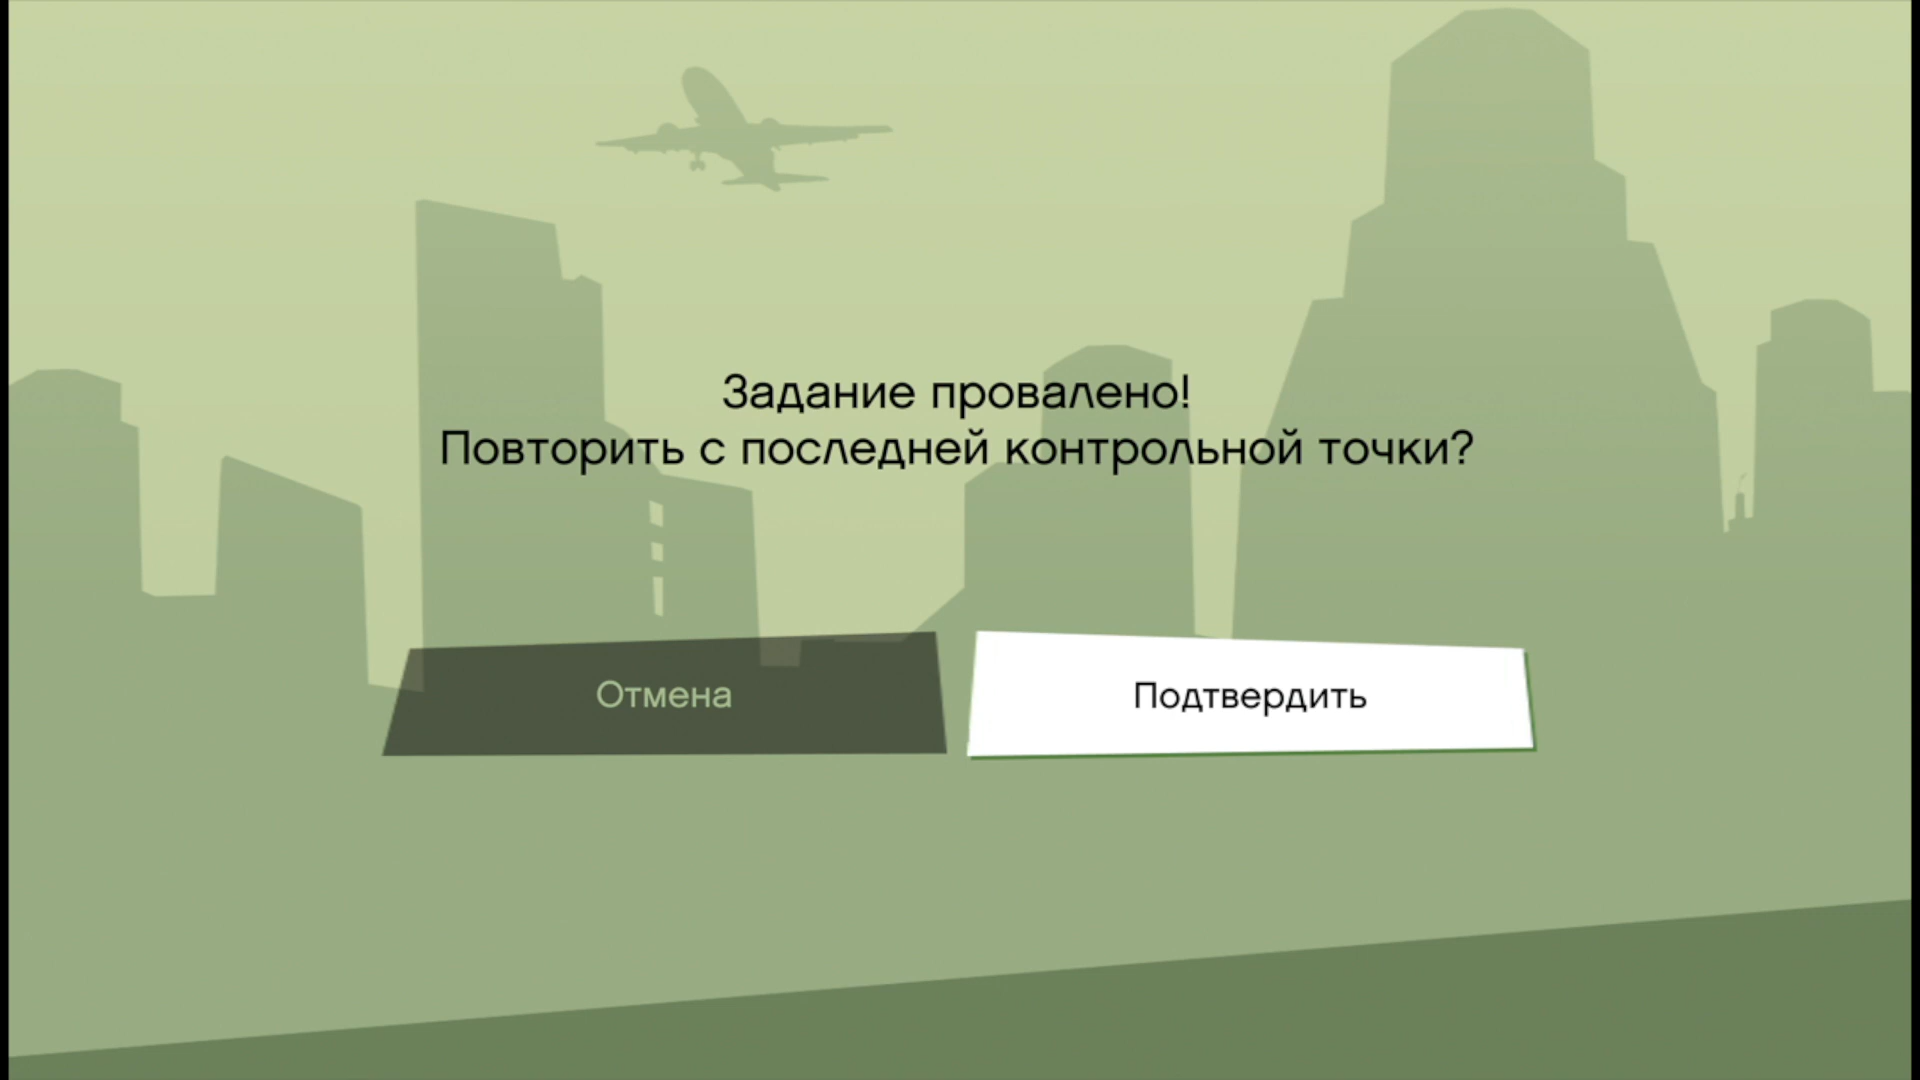 Задание провалено!
Повторить с последней контрольной точки?
Отмена
Подтвердить